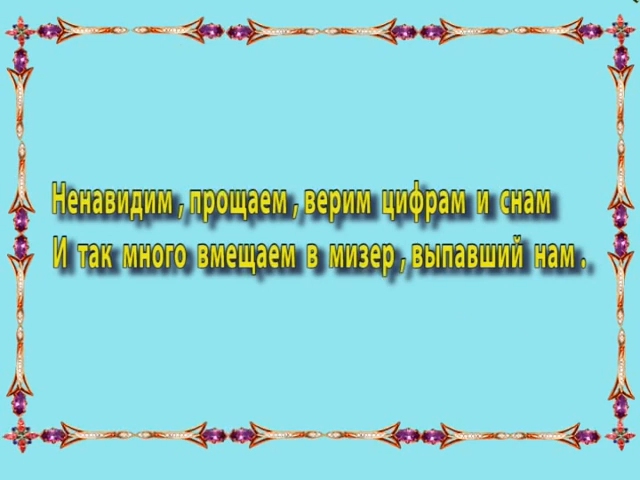 Ненавидим , прощаем , верим цифрам и снам
И так много вмещаем в мизер , выпавший нам .